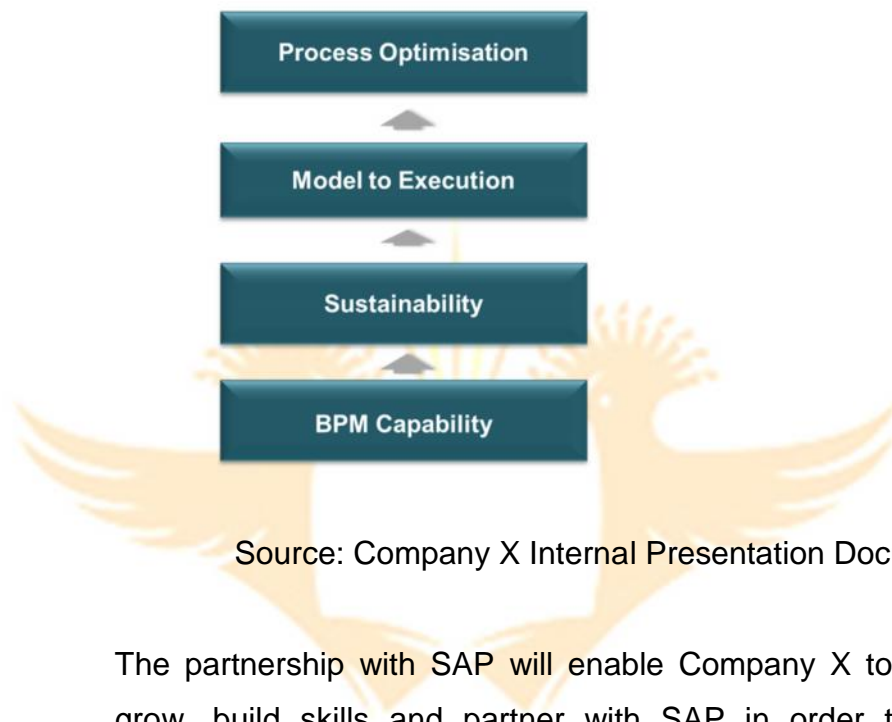 Process Optimisation
Model to Execution
Sustainability
BPM Capability
Source: Company X Internal Presentation Doc
The partnership with SAP will enable Company X to
grow, build skills and partner with SAP in order t